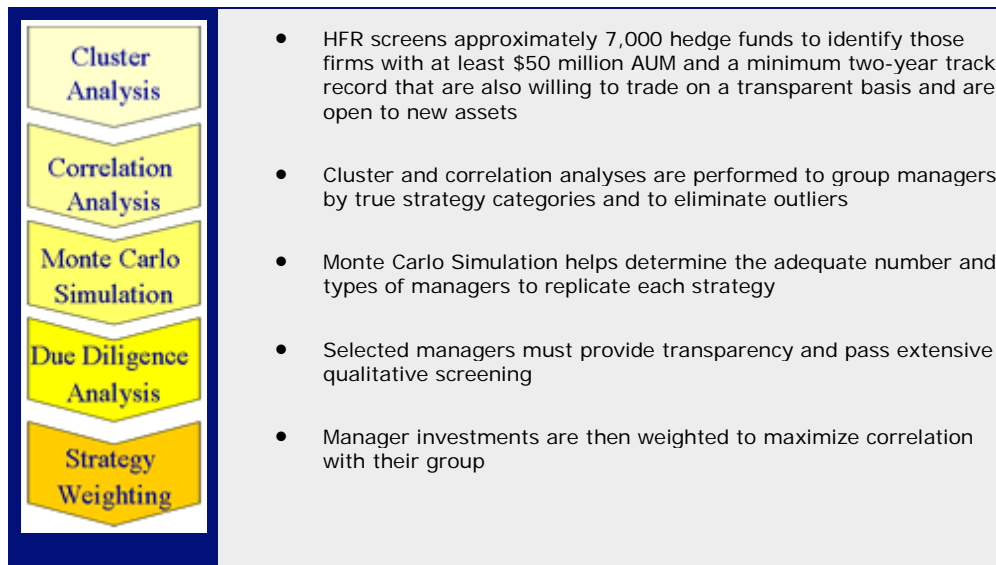 Cluster
Analysis
Correlation
Analysis
Monte Carlo
Simulation
Due Diligence
Analysis
Strategy
Weighting
• HFR screens approximately 7,000 hedge funds to identify those
firms with at least $50 million AUM and a minimum two-year track
record that are also willing to trade on a transparent basis and are
open to new assets
• Cluster and correlation analyses are performed to group managers
by true strategy categories and to eliminate outliers
• Monte Carlo Simulation helps determine the adequate number and
types of managers to replicate each strategy
• Selected managers must provide transparency and pass extensive
qualitative screening
• Manager investments are then weighted to maximize correlation
with their group